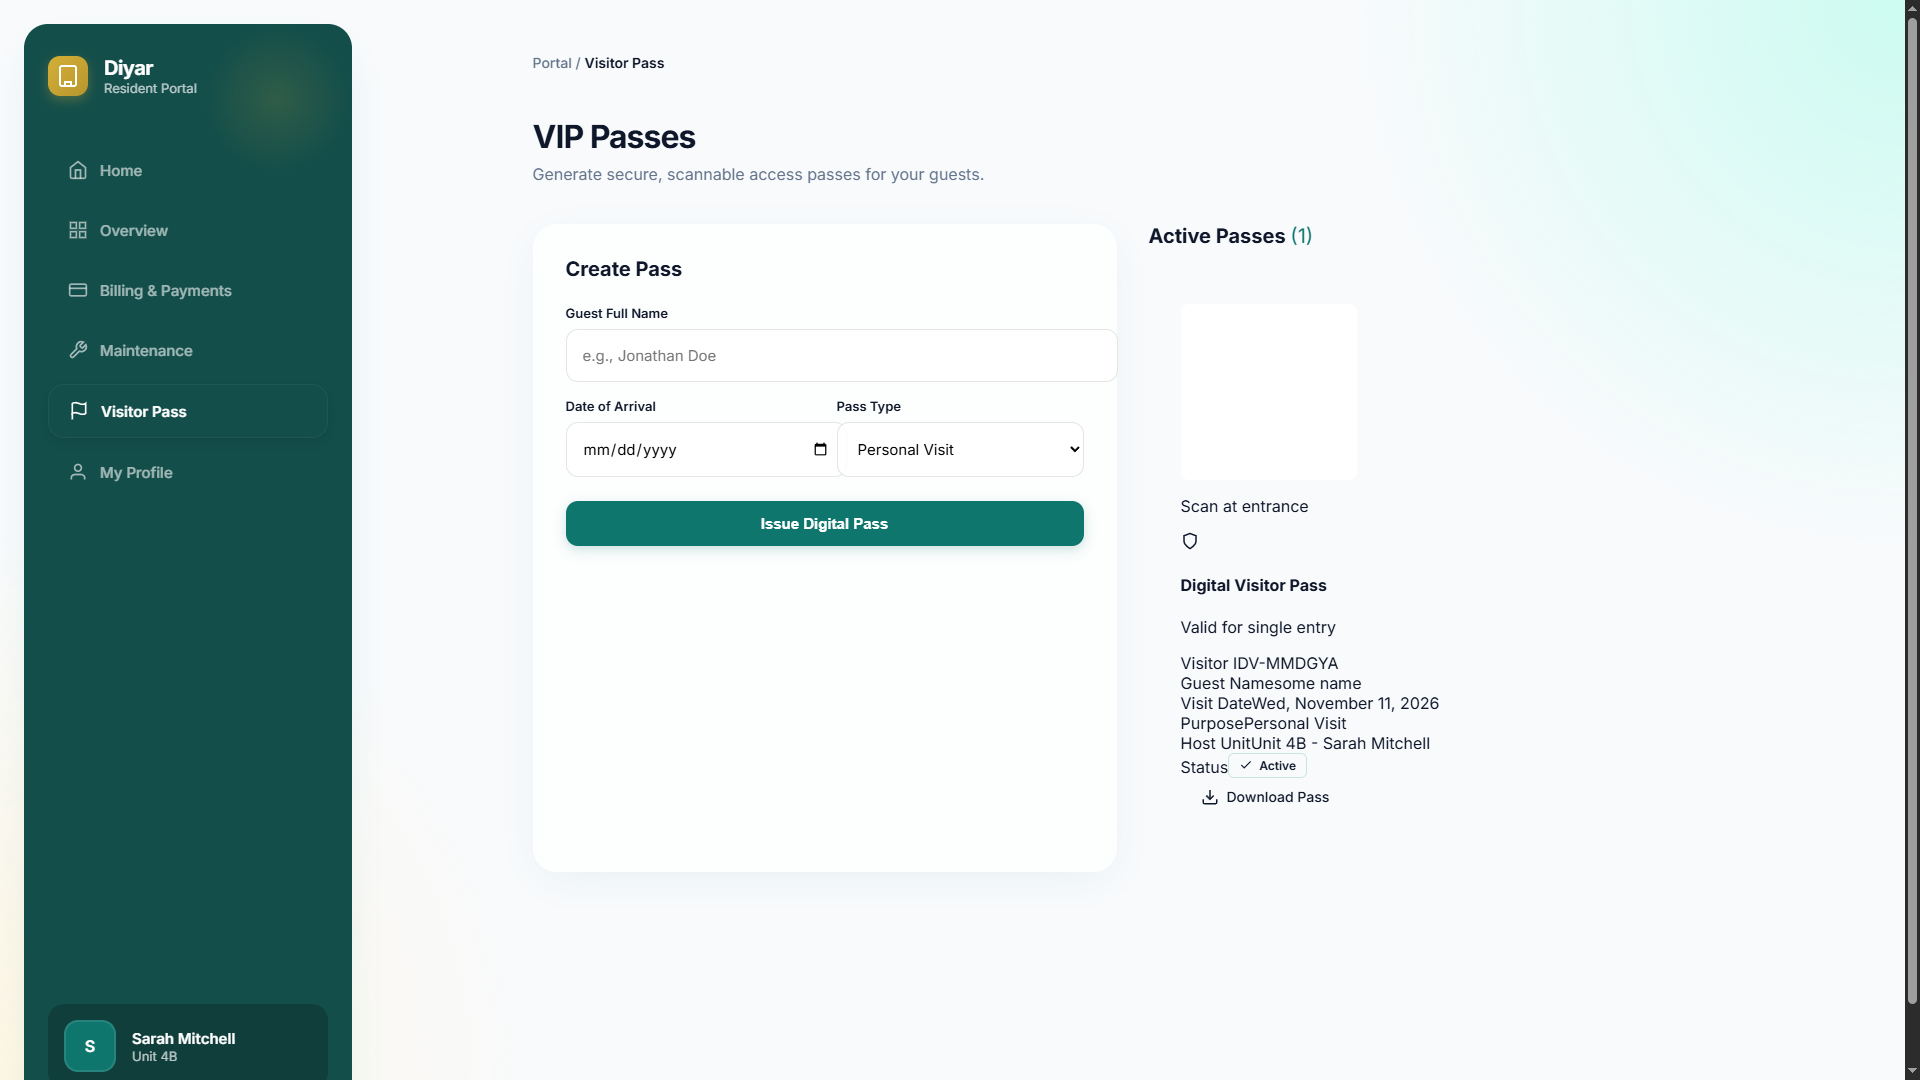 Diyar
Resident Portal
Home
Overview
Billing & Payments
Maintenance
Visitor Pass
My Profile
Sarah Mitchell
Unit 4B
S
Portal / Visitor Pass
VIP Passes
Generate secure, scannable access passes for your guests.
Create Pass
Guest Full Name
e.g., Jonathan Doe
Date of Arrival
Pass Type
mm/dd/yyyy
Personal Visit
Issue Digital Pass
Active Passes (1)
Scan at entrance
Digital Visitor Pass
Valid for single entry
Visitor IDV-MMDGYA
Guest Namesome name
Visit DateWed, November 11, 2026
PurposePersonal Visit
Host UnitUnit 4B - Sarah Mitchell
Status Active
Download Pass